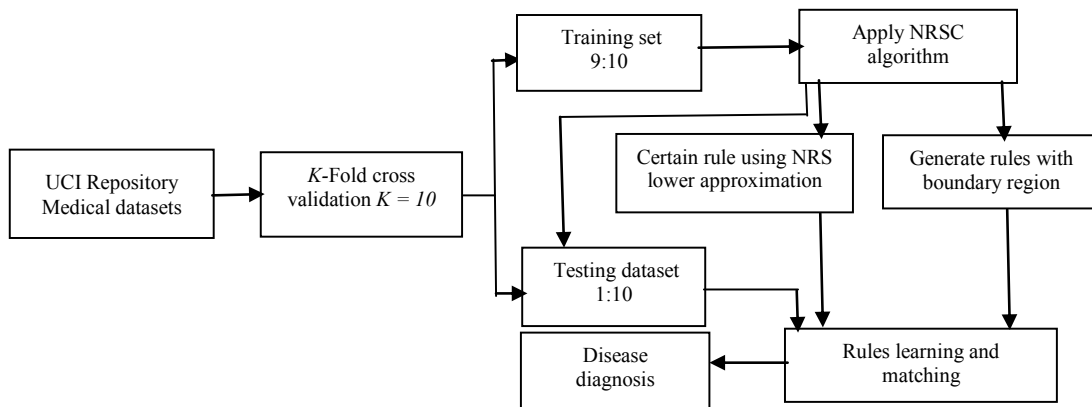 Training set
9:10
Apply NRSC
algorithm
UCI Repository
Medical datasets
K-Fold cross
validation K = 10
Certain rule using NRS
lower approximation
Generate rules with
boundary region
Testing dataset
1:10
Disease
diagnosis
Rules learning and
matching